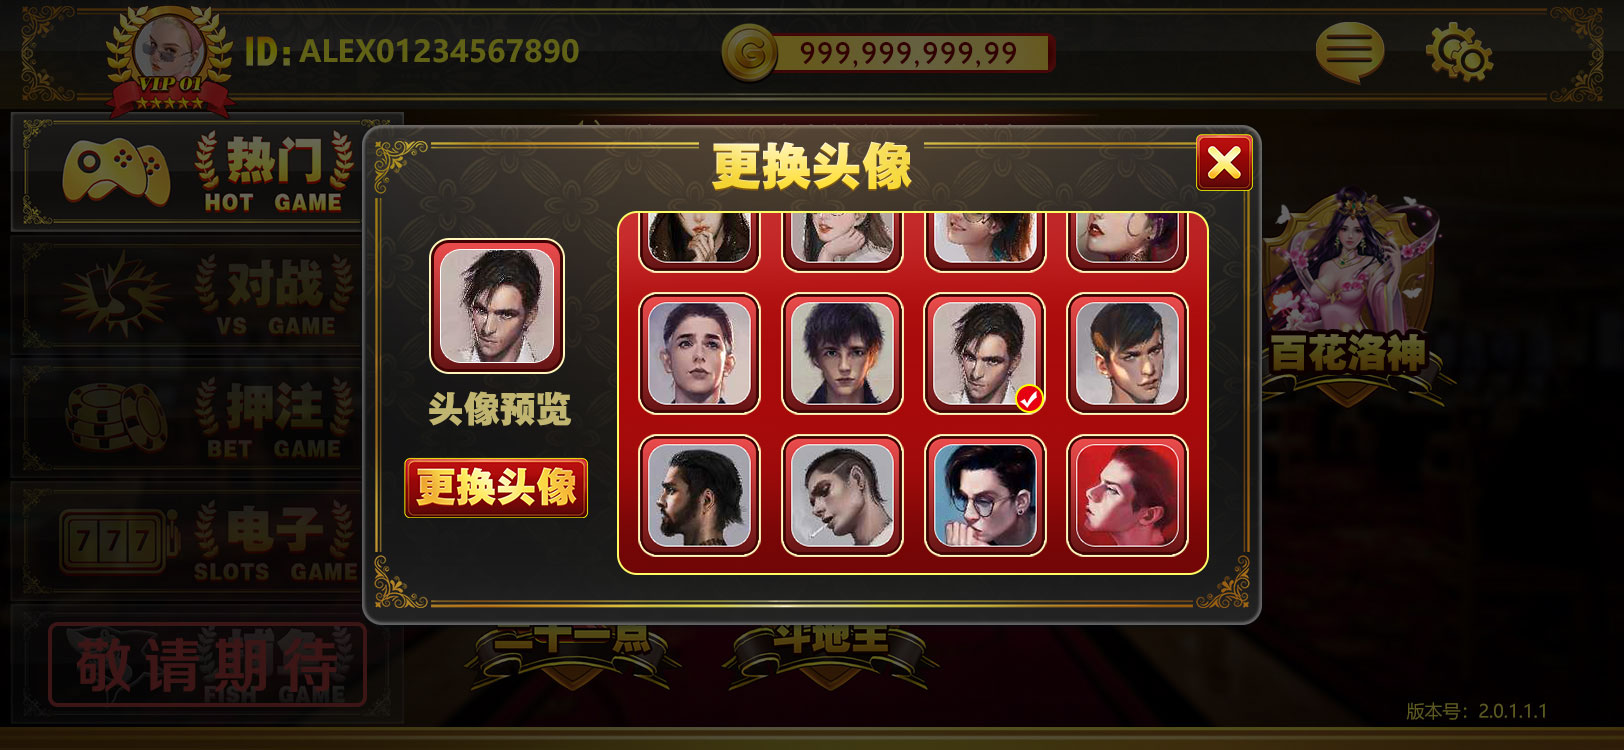 ID: ALEX01234567890
999,999,999,99
VIP 01
热门
HOT GAME
对战
VS GAME
押注
BET GAME
777
电子
SLOTS GAME
敬请期待
FISH GAME
更换头像
头像预览
更换头像
百花洛神
二十一点
斗地主
版本号：2.0.1.1.1